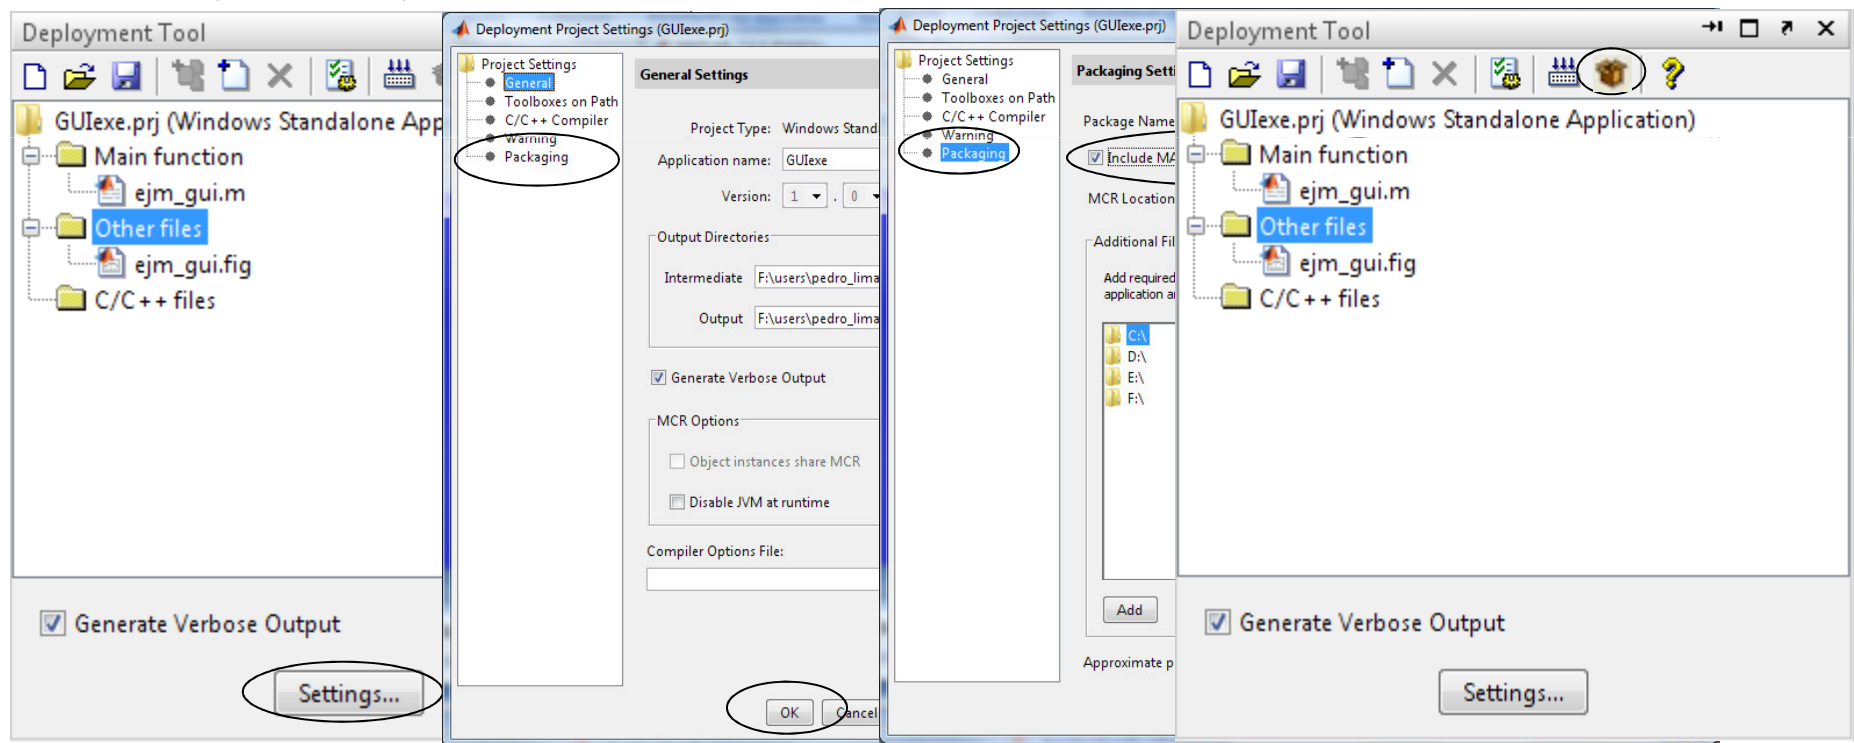 Deployment Tool
GUIexe.prj (Windows Standalone App
Main function
ejm_gui.m
Other files
ejm_gui.fig
C/C++ files
Generate Verbose Output
Settings...
Deployment Project Settings (GUIexe.prj)
Project Settings
General
Toolboxes on Path
C/C++ Compiler
Warning
Packaging
General Settings
Project Type: Windows Stand
Application name: GUIexe
Version: 1 . 0
Output Directories
Intermediate F:\users\pedro_lima
Output F:\users\pedro_lima
Generate Verbose Output
MCR Options
Object instances share MCR
Disable JVM at runtime
Compiler Options File:
OK Cancel
Deployment Project Settings (GUIexe.prj)
Project Settings
General
Toolboxes on Path
C/C++ Compiler
Warning
Packaging
Packaging Setti
Package Name
Include MA
MCR Location
Additional Fil
Add required
application a
C:\
D:\
E:\
F:\
Add
Approximate p
Deployment Tool
GUIexe.prj (Windows Standalone Application)
Main function
ejm_gui.m
Other files
ejm_gui.fig
C/C++ files
Generate Verbose Output
Settings...